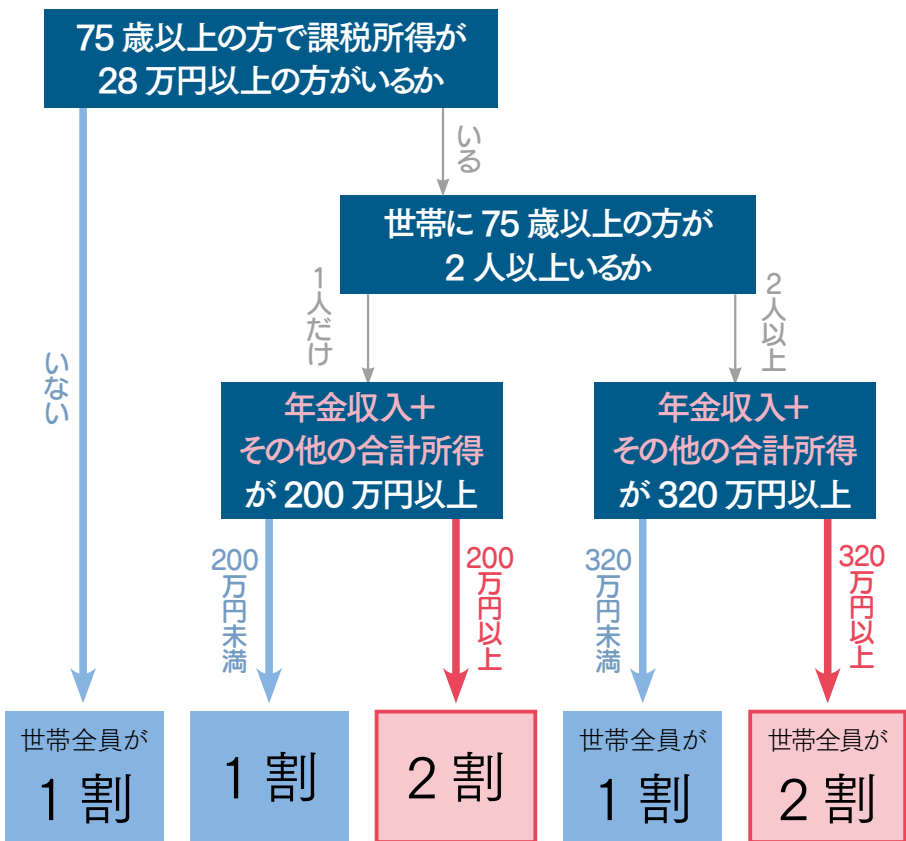 75 歳以上の方で課税所得が
28 万円以上の方がいるか
いる
世帯に 75 歳以上の方が
2 人以上いるか
いない
1人だけ
2人以上
年金収入＋
その他の合計所得
が 200 万円以上
年金収入＋
その他の合計所得
が 320 万円以上
200
万円未満
200
万円以上
320
万円未満
320
万円以上
世帯全員が
1 割
1 割
2 割
世帯全員が
1 割
世帯全員が
2 割